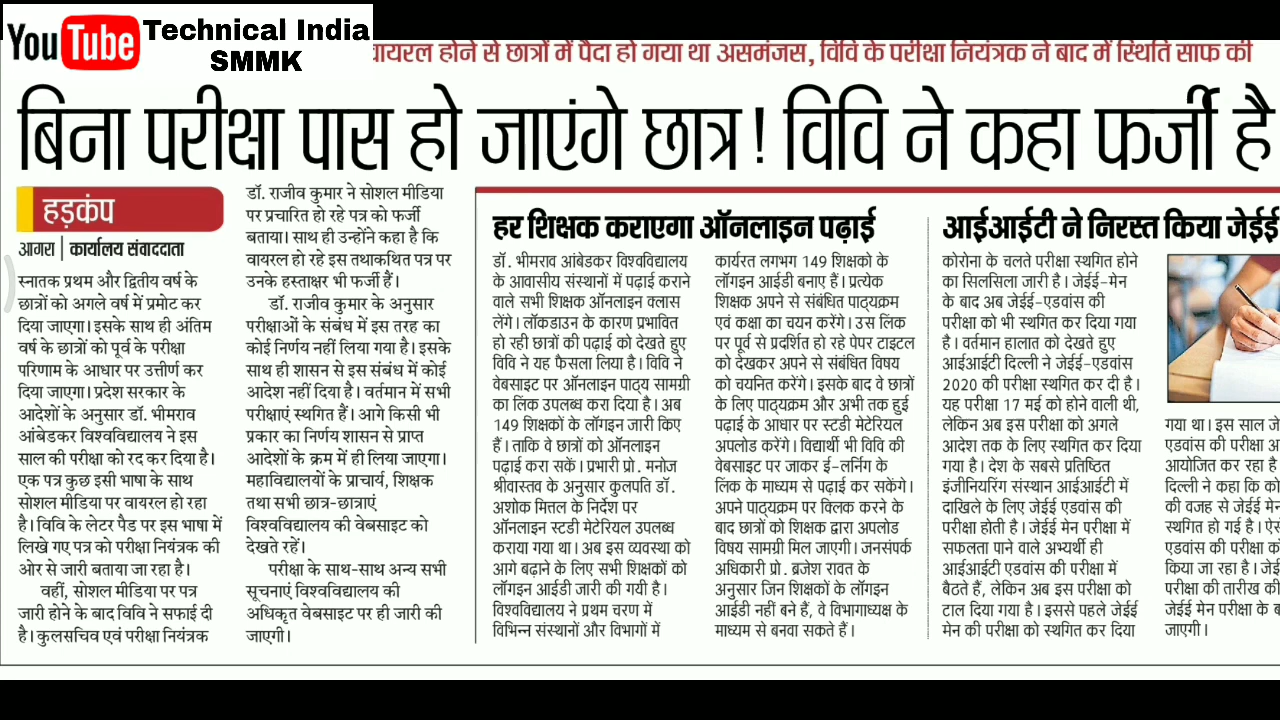 YouTube Technical India
SMMK
वायरल होने से छात्रों में पैदा हो गया था असमंजस, विवि के परीक्षा नियंत्रक ने बाद में स्थिति साफ की
बिना परीक्षा पास हो जाएंगे छात्र! विवि ने कहा फर्जी है
हड़कंप
आगरा | कार्यालय संवाददाता
स्नातक प्रथम और द्वितीय वर्ष के
छात्रों को अगले वर्ष में प्रमोट कर
दिया जाएगा। इसके साथ ही अंतिम
वर्ष के छात्रों को पूर्व के परीक्षा
परिणाम के आधार पर उत्तीर्ण कर
दिया जाएगा। प्रदेश सरकार के
आदेशों के अनुसार डॉ. भीमराव
आंबेडकर विश्वविद्यालय ने इस
साल की परीक्षा को रद कर दिया है।
एक पत्र कुछ इसी भाषा के साथ
सोशल मीडिया पर वायरल हो रहा
है। विवि के लेटर पैड पर इस भाषा में
लिखे गए पत्र को परीक्षा नियंत्रक की
ओर से जारी बताया जा रहा है।
वहीं, सोशल मीडिया पर पत्र
जारी होने के बाद विवि ने सफाई दी
है। कुलसचिव एवं परीक्षा नियंत्रक
डॉ. राजीव कुमार ने सोशल मीडिया
पर प्रचारित हो रहे पत्र को फर्जी
बताया। साथ ही उन्होंने कहा है कि
वायरल हो रहे इस तथाकथित पत्र पर
उनके हस्ताक्षर भी फर्जी हैं।
डॉ. राजीव कुमार के अनुसार
परीक्षाओं के संबंध में इस तरह का
कोई निर्णय नहीं लिया गया है। इसके
साथ ही शासन से इस संबंध में कोई
आदेश नहीं दिया है। वर्तमान में सभी
परीक्षाएं स्थगित हैं। आगे किसी भी
प्रकार का निर्णय शासन से प्राप्त
आदेशों के क्रम में ही लिया जाएगा।
महाविद्यालयों के प्राचार्य, शिक्षक
तथा सभी छात्र-छात्राएं
विश्वविद्यालय की वेबसाइट को
देखते रहें।
परीक्षा के साथ-साथ अन्य सभी
सूचनाएं विश्वविद्यालय की
अधिकृत वेबसाइट पर ही जारी की
जाएगी।
हर शिक्षक कराएगा ऑनलाइन पढ़ाई
डॉ. भीमराव आंबेडकर विश्वविद्यालय
के आवासीय संस्थानों में पढ़ाई कराने
वाले सभी शिक्षक ऑनलाइन क्लास
लेंगे। लॉकडाउन के कारण प्रभावित
हो रही छात्रों की पढ़ाई को देखते हुए
विवि ने यह फैसला लिया है। विवि ने
वेबसाइट पर ऑनलाइन पाठ्य सामग्री
का लिंक उपलब्ध करा दिया है। अब
149 शिक्षकों के लॉगइन जारी किए
हैं। ताकि वे छात्रों को ऑनलाइन
पढ़ाई करा सकें। प्रभारी प्रो. मनोज
श्रीवास्तव के अनुसार कुलपति डॉ.
अशोक मित्तल के निर्देश पर
ऑनलाइन स्टडी मेटेरियल उपलब्ध
कराया गया था। अब इस व्यवस्था को
आगे बढ़ाने के लिए सभी शिक्षकों को
लॉगइन आईडी जारी की गयी है।
विश्वविद्यालय ने प्रथम चरण में
विभिन्न संस्थानों और विभागों में
कार्यरत लगभग 149 शिक्षको के
लॉगइन आईडी बनाए हैं। प्रत्येक
शिक्षक अपने से संबंधित पाठ्यक्रम
एवं कक्षा का चयन करेंगे। उस लिंक
पर पूर्व से प्रदर्शित हो रहे पेपर टाइटल
को देखकर अपने से संबंधित विषय
को चयनित करेंगे। इसके बाद वे छात्रों
के लिए पाठ्यक्रम और अभी तक हुई
पढ़ाई के आधार पर स्टडी मेटेरियल
अपलोड करेंगे। विद्यार्थी भी विवि की
वेबसाइट पर जाकर ई-लर्निंग के
लिंक के माध्यम से पढ़ाई कर सकेंगे।
अपने पाठ्यक्रम पर क्लिक करने के
बाद छात्रों को शिक्षक द्वारा अपलोड
विषय सामग्री मिल जाएगी। जनसंपर्क
अधिकारी प्रो. ब्रजेश रावत के
अनुसार जिन शिक्षकों के लॉगइन
आईडी नहीं बने हैं, वे विभागाध्यक्ष के
माध्यम से बनवा सकते हैं।
आईआईटी ने निरस्त किया जेईई
कोरोना के चलते परीक्षा स्थगित होने
का सिलसिला जारी है। जेईई-मेन
के बाद अब जेईई-एडवांस की
परीक्षा को भी स्थगित कर दिया गया
है। वर्तमान हालात को देखते हुए
आईआईटी दिल्ली ने जेईई-एडवांस
2020 की परीक्षा स्थगित कर दी है।
यह परीक्षा 17 मई को होने वाली थी,
लेकिन अब इस परीक्षा को अगले
आदेश तक के लिए स्थगित कर दिया
गया है। देश के सबसे प्रतिष्ठित
इंजीनियरिंग संस्थान आईआईटी में
दाखिले के लिए जेईई एडवांस की
परीक्षा होती है। जेईई मेन परीक्षा में
सफलता पाने वाले अभ्यर्थी ही
आईआईटी एडवांस की परीक्षा में
बैठते हैं, लेकिन अब इस परीक्षा को
टाल दिया गया है। इससे पहले जेईई
मेन की परीक्षा को स्थगित कर दिया
गया था। इस साल
एडवांस की परीक्षा
आयोजित कर रहा है
दिल्ली ने कहा कि
की वजह से जेईई
स्थगित हो गई है।
एडवांस की परीक्षा
किया जा रहा है।
परीक्षा की तारीख की
जेईई मेन परीक्षा के
जाएगी।